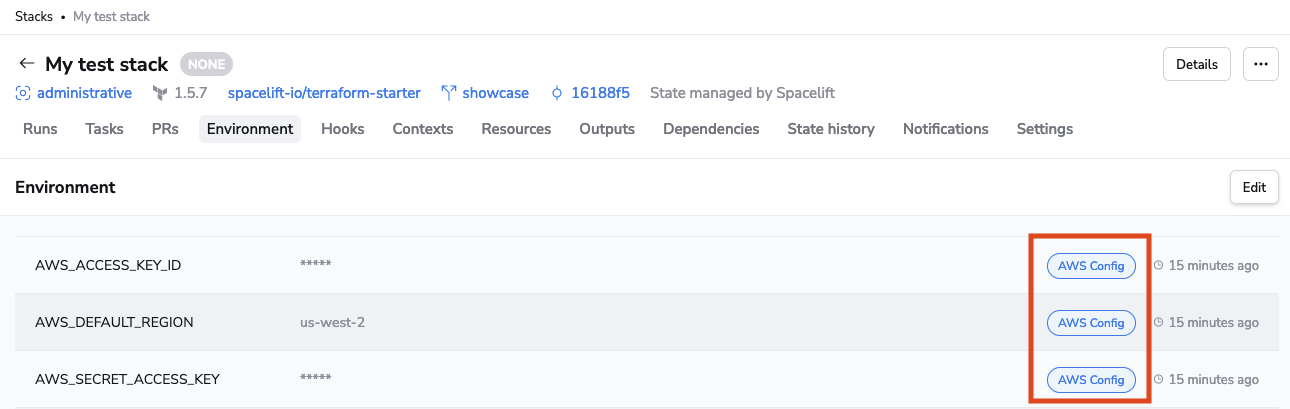 Stacks • My test stack
← My test stack NONE Details ...
administrative 1.5.7 spacelift-io/terraform-starter showcase 16188f5 State managed by Spacelift
Runs Tasks PRs Environment Hooks Contexts Resources Outputs Dependencies State history Notifications Settings
Environment Edit
AWS_ACCESS_KEY_ID ***** AWS Config 15 minutes ago
AWS_DEFAULT_REGION us-west-2 AWS Config 15 minutes ago
AWS_SECRET_ACCESS_KEY ***** AWS Config 15 minutes ago